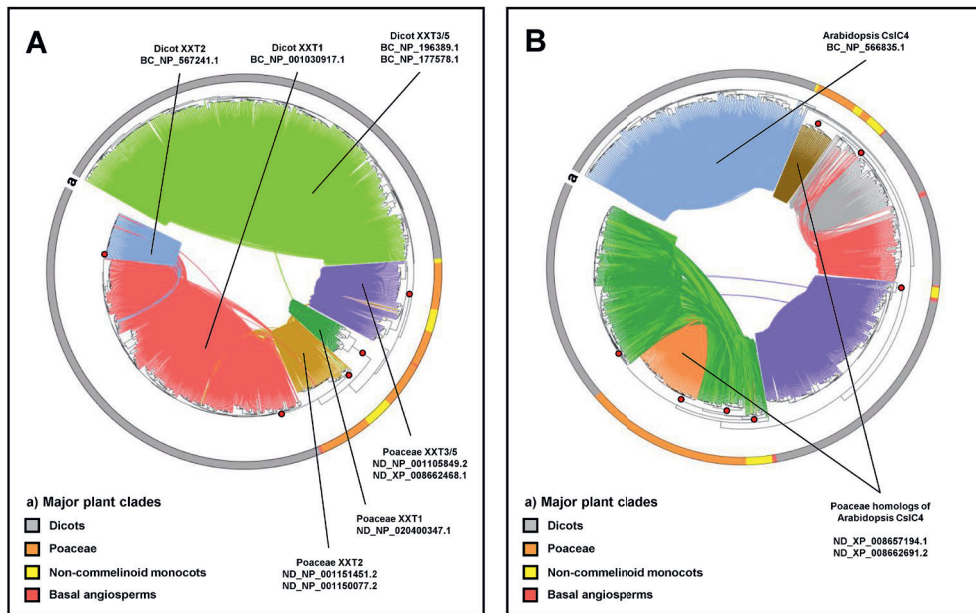 A
Dicot XXT2
BC_NP_567241.1
Dicot XXT1
BC_NP_001030917.1
Dicot XXT3/5
BC_NP_196389.1
BC_NP_177578.1
a
Poaceae XXT3/5
ND_NP_001105849.2
ND_XP_008662468.1
Poaceae XXT1
ND_NP_020400347.1
Poaceae XXT2
ND_NP_001151451.2
ND_NP_001150077.2
a) Major plant clades
Dicots
Poaceae
Non-commelinoid monocots
Basal angiosperms
B
Arabidopsis CslC4
BC_NP_566835.1
a
Poaceae homologs of
Arabidopsis CslC4
ND_XP_008657194.1
ND_XP_008662691.2
a) Major plant clades
Dicots
Poaceae
Non-commelinoid monocots
Basal angiosperms